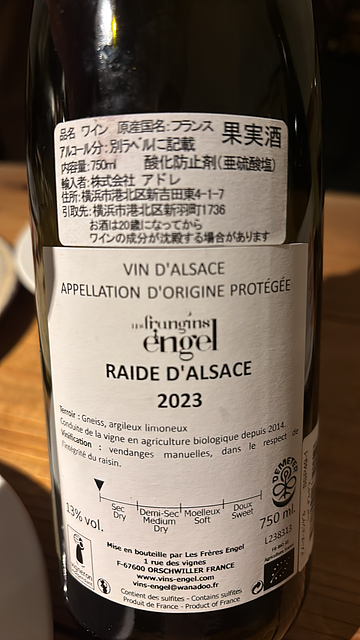 品名 ワイン 原産国名:フランス 果実酒
アルコール分:別ラベルに記載
内容量:750ml 酸化防止剤(亜硫酸塩)
輸入者:株式会社 アドレ
住所:横浜市港北区新吉田東4-1-7
引取先:横浜市港北区新羽町1736
お酒は20歳になってから
ワインの成分が沈殿する場合があります
VIN D'ALSACE
APPELLATION D'ORIGINE PROTÉGÉE
les frangins
engel
RAIDE D'ALSACE
2023
Terroir : Gneiss, argileux limoneux
Conduite de la vigne en agriculture biologique depuis 2014.
Vinification : vendanges manuelles, dans le respect de
l'intégrité du raisin.
Sec
Dry
Demi-Sec
Medium
Dry
Moelleux
Soft
Doux
Sweet
DEMETER
13% vol.
750 ml
L238313
Mise en bouteille par Les Frères Engel
1 rue des vignes
F-67600 ORSCHWILLER FRANCE
www.vins-engel.com
vins-engel@wanadoo.fr
Contient des sulfites - Contains sulfites
Produit de France - Product of France